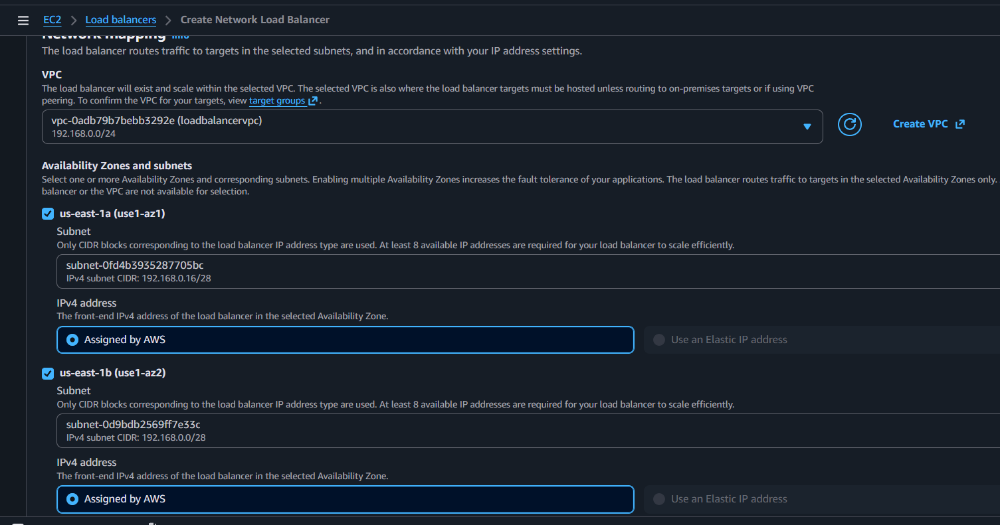 EC2 > Load balancers > Create Network Load Balancer
Network mapping Info
The load balancer routes traffic to targets in the selected subnets, and in accordance with your IP address settings.
VPC
The load balancer will exist and scale within the selected VPC. The selected VPC is also where the load balancer targets must be hosted unless routing to on-premises targets or if using VPC
peering. To confirm the VPC for your targets, view target groups .
vpc-0adb79b7bebb3292e (loadbalancervpc)
192.168.0.0/24
Create VPC
Availability Zones and subnets
Select one or more Availability Zones and corresponding subnets. Enabling multiple Availability Zones increases the fault tolerance of your applications. The load balancer routes traffic to targets in the selected Availability Zones only.
balancer or the VPC are not available for selection.
us-east-1a (use1-az1)
Subnet
Only CIDR blocks corresponding to the load balancer IP address type are used. At least 8 available IP addresses are required for your load balancer to scale efficiently.
subnet-0fd4b3935287705bc
IPv4 subnet CIDR: 192.168.0.16/28
IPv4 address
The front-end IPv4 address of the load balancer in the selected Availability Zone.
Assigned by AWS
Use an Elastic IP address
us-east-1b (use1-az2)
Subnet
Only CIDR blocks corresponding to the load balancer IP address type are used. At least 8 available IP addresses are required for your load balancer to scale efficiently.
subnet-0d9bdb2569ff7e33c
IPv4 subnet CIDR: 192.168.0.0/28
IPv4 address
The front-end IPv4 address of the load balancer in the selected Availability Zone.
Assigned by AWS
Use an Elastic IP address